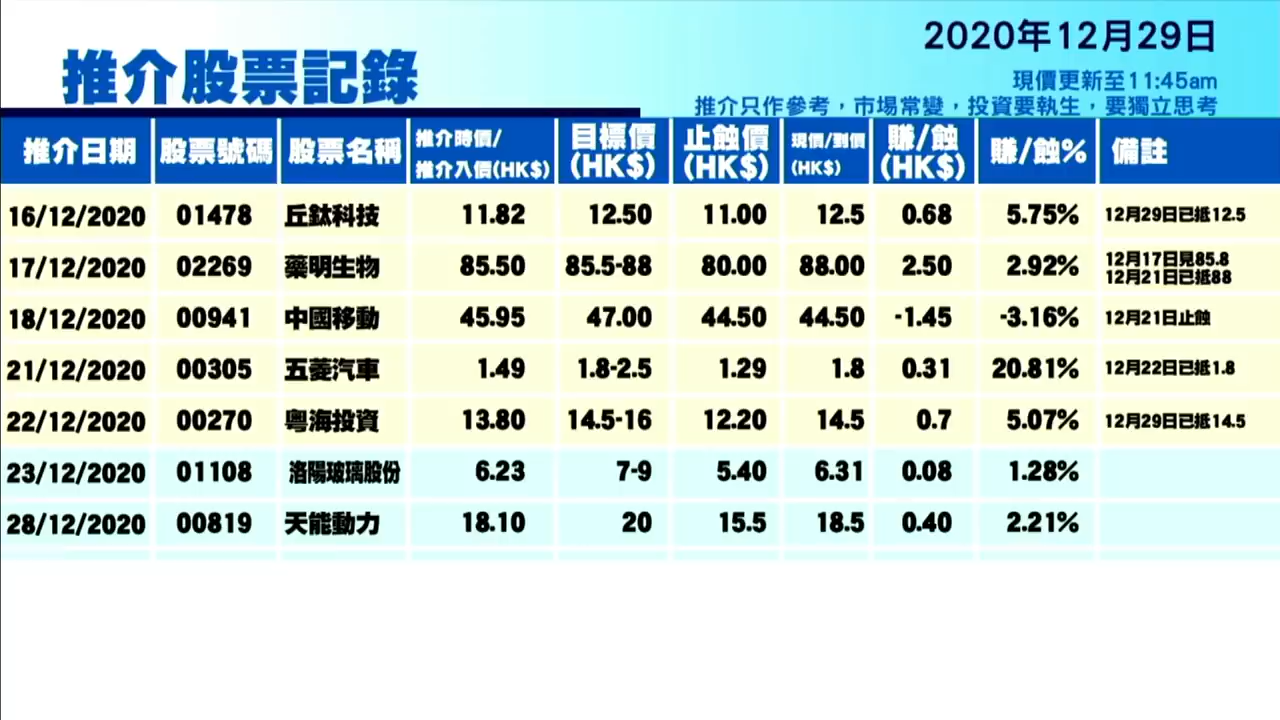 2020年12月29日
推介股票記錄
現價更新至11:45am
推介只作參考，市場常變，投資要執生，要獨立思考
推介日期 股票號碼 股票名稱 推介時價/推介入價(HK$) 目標價(HK$) 止蝕價(HK$) 現價/到價(HK$) 賺/蝕(HK$) 賺/蝕% 備註
16/12/2020 01478 丘鈦科技 11.82 12.50 11.00 12.5 0.68 5.75% 12月29日已抵12.5
17/12/2020 02269 藥明生物 85.50 85.5-88 80.00 88.00 2.50 2.92% 12月17日見85.8
12月21日已抵88
18/12/2020 00941 中國移動 45.95 47.00 44.50 44.50 -1.45 -3.16% 12月21日止蝕
21/12/2020 00305 五菱汽車 1.49 1.8-2.5 1.29 1.8 0.31 20.81% 12月22日已抵1.8
22/12/2020 00270 粵海投資 13.80 14.5-16 12.20 14.5 0.7 5.07% 12月29日已抵14.5
23/12/2020 01108 洛陽玻璃股份 6.23 7-9 5.40 6.31 0.08 1.28%
28/12/2020 00819 天能動力 18.10 20 15.5 18.5 0.40 2.21%